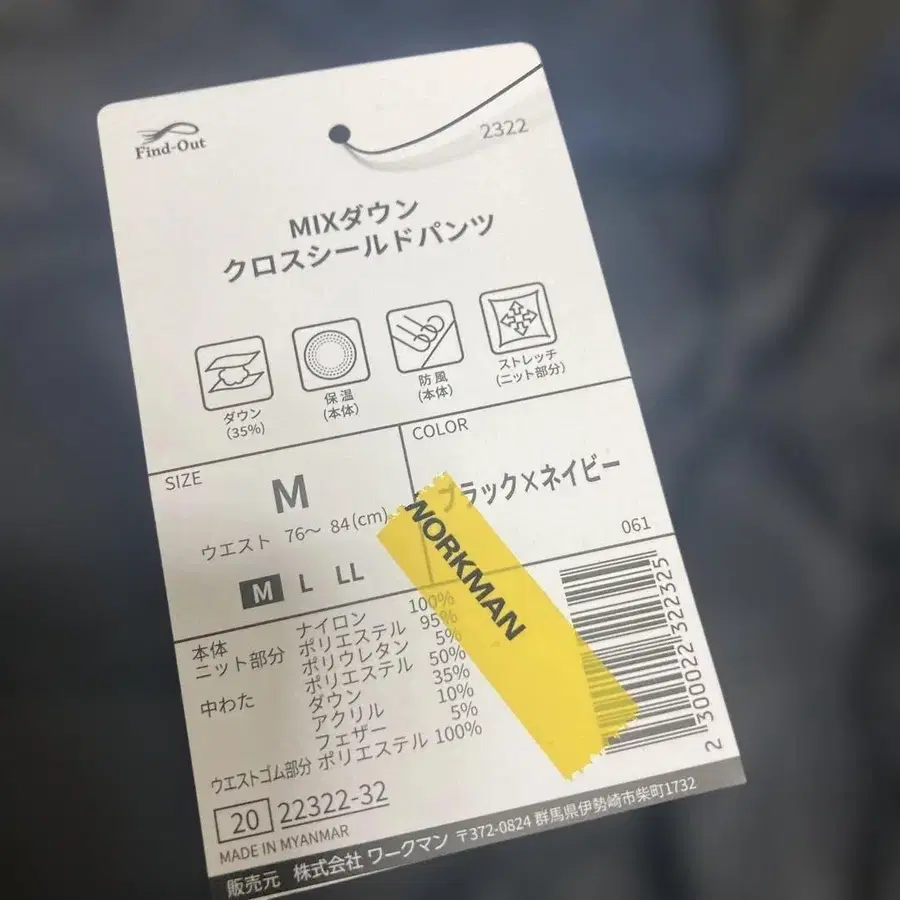 Find-Out
2322
MIXダウン
クロスシールドパンツ
ダウン
(35%)
保温
(本体)
防風
(本体)
ストレッチ
(ニット部分)
SIZE
M
ウエスト 76〜 84(cm)
M L LL
COLOR
ブラック×ネイビー
061
WORKMAN
本体 ナイロン 100%
ニット部分 ポリエステル 95%
ポリウレタン 5%
中わた ポリエステル 50%
ダウン 35%
アクリル 10%
フェザー 5%
ウエストゴム部分 ポリエステル 100%
20 22322-32
MADE IN MYANMAR
2 300022 322325
販売元 株式会社 ワークマン 〒372-0824 群馬県伊勢崎市柴町1732